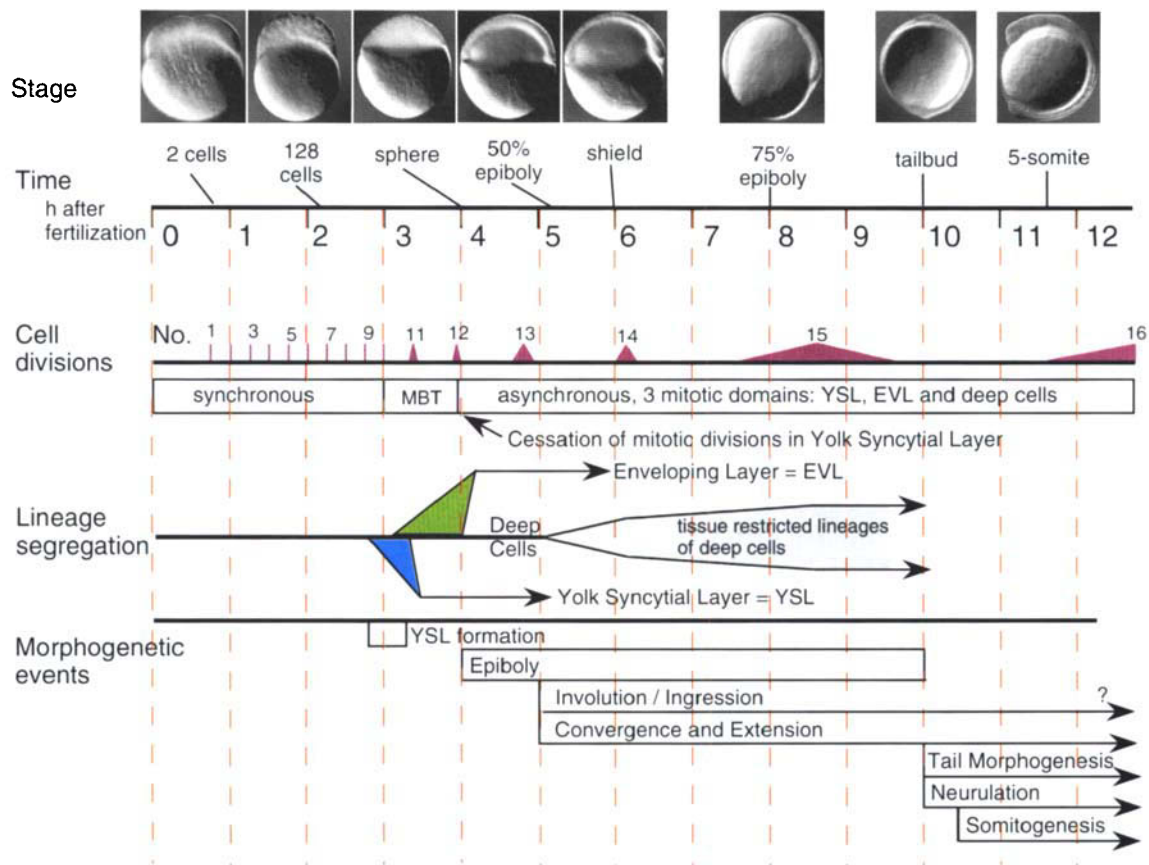 Stage
2 cells
128
cells
sphere
50%
epiboly
shield
75%
epiboly
tailbud
5-somite
Time
h after
fertilization
0 1 2 3 4 5 6 7 8 9 10 11 12
Cell
divisions
No. 1 3 5 7 9 11 12 13 14 15 16
synchronous
MBT
asynchronous, 3 mitotic domains: YSL, EVL and deep cells
Cessation of mitotic divisions in Yolk Syncytial Layer
Enveloping Layer = EVL
Lineage
segregation
Deep
Cells
tissue restricted lineages
of deep cells
Yolk Syncytial Layer = YSL
Morphogenetic
events
YSL formation
Epiboly
Involution / Ingression
?
Convergence and Extension
Tail Morphogenesis
Neurulation
Somitogenesis